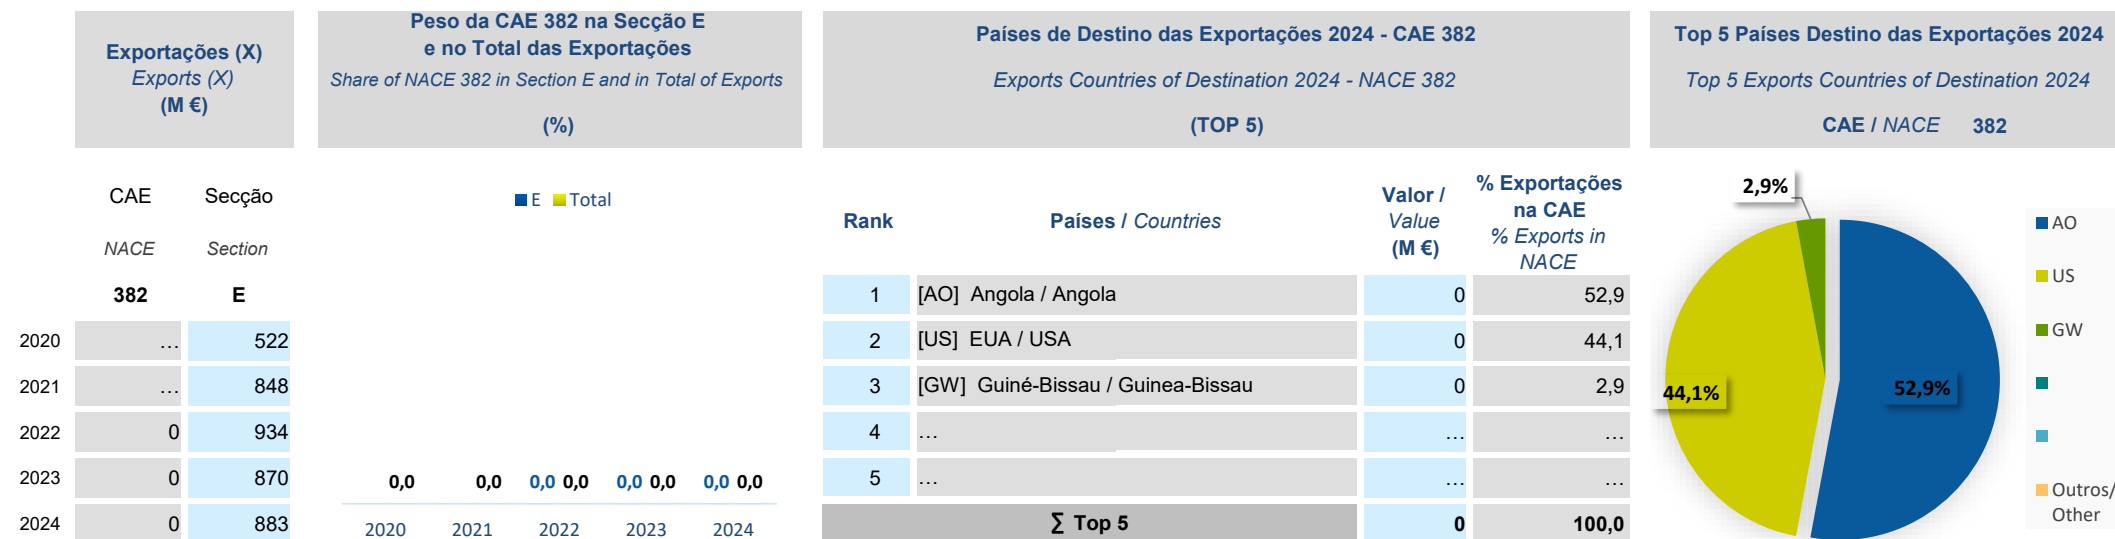 Exportações (X)
Exports (X)
(M €)
Peso da CAE 382 na Secção E
e no Total das Exportações
Share of NACE 382 in Section E and in Total of Exports
(%)
Países de Destino das Exportações 2024 - CAE 382
Exports Countries of Destination 2024 - NACE 382
(TOP 5)
Top 5 Países Destino das Exportações 2024
Top 5 Exports Countries of Destination 2024
CAE / NACE 382
CAE Secção
NACE Section
382 E
2020 … 522
2021 … 848
2022 0 934
2023 0 870
2024 0 883
E Total
0,0 0,0 0,0 0,0 0,0 0,0 0,0 0,0
2020 2021 2022 2023 2024
Rank Países / Countries Valor / Value (M €) % Exportações na CAE % Exports in NACE
1 [AO] Angola / Angola 0 52,9
2 [US] EUA / USA 0 44,1
3 [GW] Guiné-Bissau / Guinea-Bissau 0 2,9
4 … … …
5 … … …
∑ Top 5 0 100,0
2,9%
44,1%
52,9%
AO
US
GW
Outros/
Other